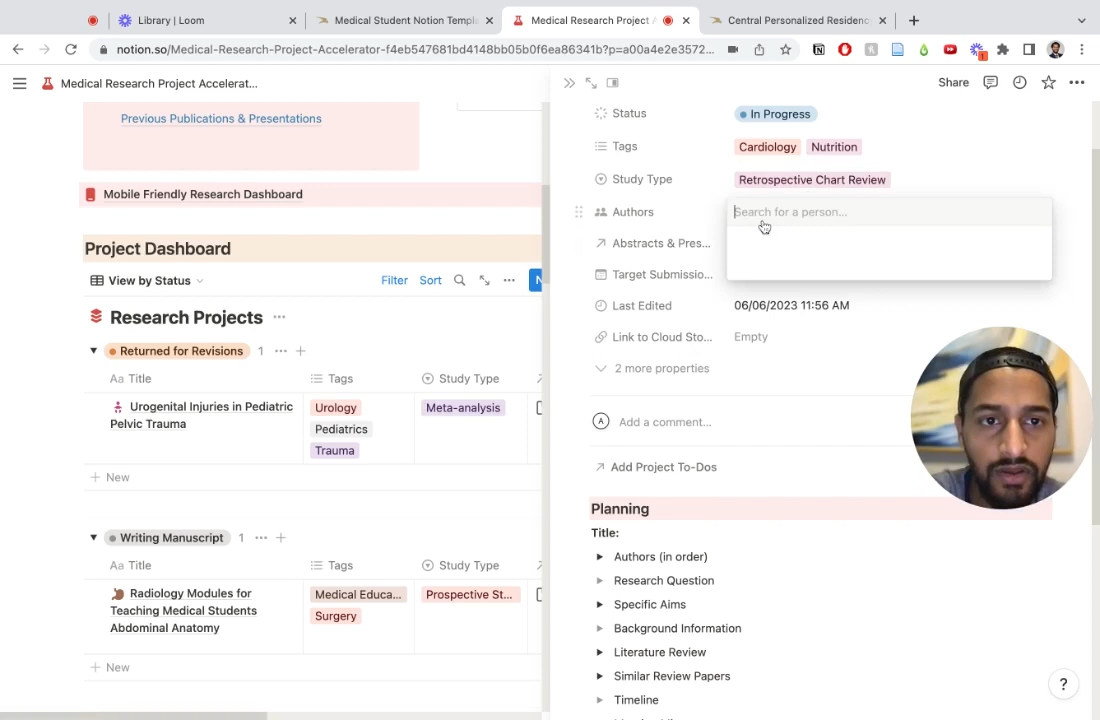 Library | Loom
Medical Student Notion Templa
Medical Research Project A
Central Personalized Residenc
notion.so/Medical-Research-Project-Accelerator-f4eb547681bd4148bb05b0f6ea86341b?p=a00a4e2e3572...
1
Medical Research Project Accelerat...
Share
Previous Publications & Presentations
Mobile Friendly Research Dashboard
Project Dashboard
View by Status
Filter Sort
Research Projects
Returned for Revisions 1
Aa Title Tags Study Type
Urogenital Injuries in Pediatric Pelvic Trauma
Urology
Pediatrics
Trauma
Meta-analysis
New
Writing Manuscript 1
Aa Title Tags Study Type
Radiology Modules for
Teaching Medical Students
Abdominal Anatomy
Medical Educa...
Surgery
Prospective St...
New
Status In Progress
Tags Cardiology Nutrition
Study Type Retrospective Chart Review
Authors Search for a person...
Abstracts & Pres...
Target Submissio...
Last Edited 06/06/2023 11:56 AM
Link to Cloud Sto... Empty
2 more properties
A Add a comment...
Add Project To-Dos
Planning
Title:
Authors (in order)
Research Question
Specific Aims
Background Information
Literature Review
Similar Review Papers
Timeline
?